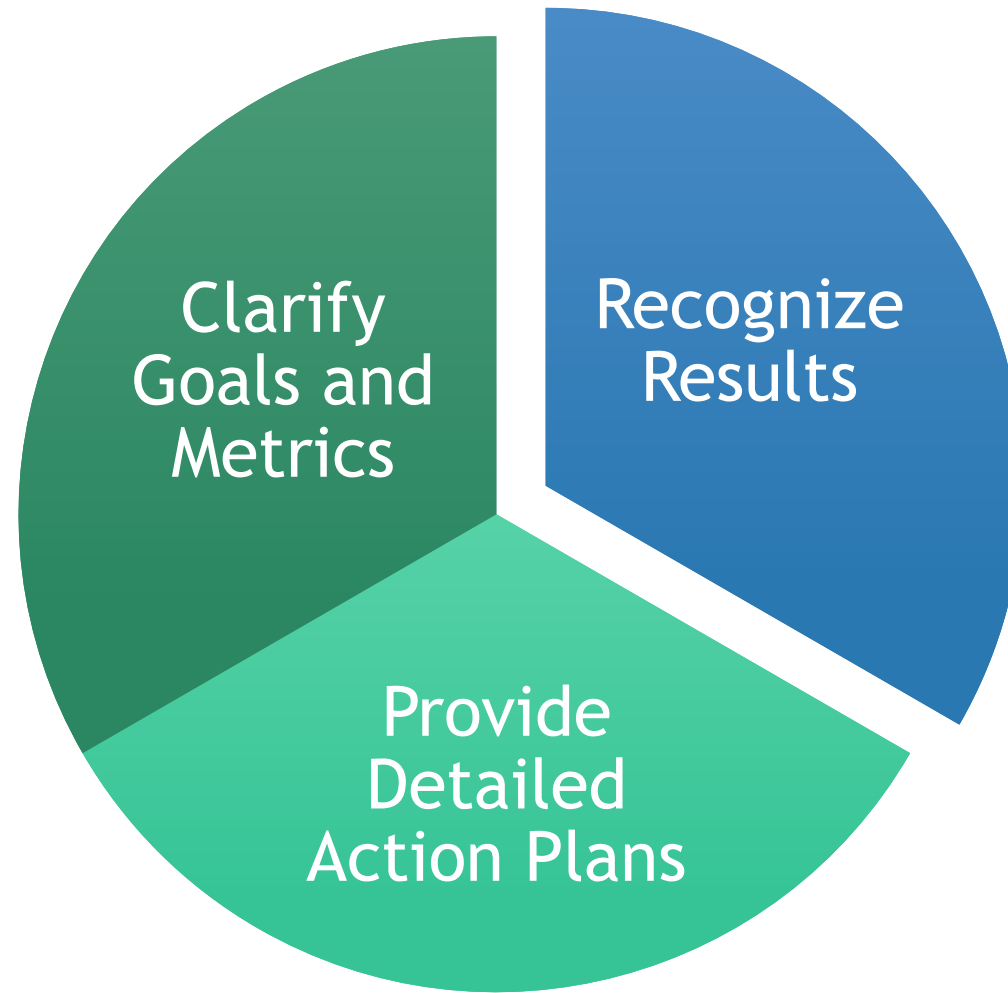 Clarify
Goals and
Metrics
Recognize
Results
Provide
Detailed
Action Plans